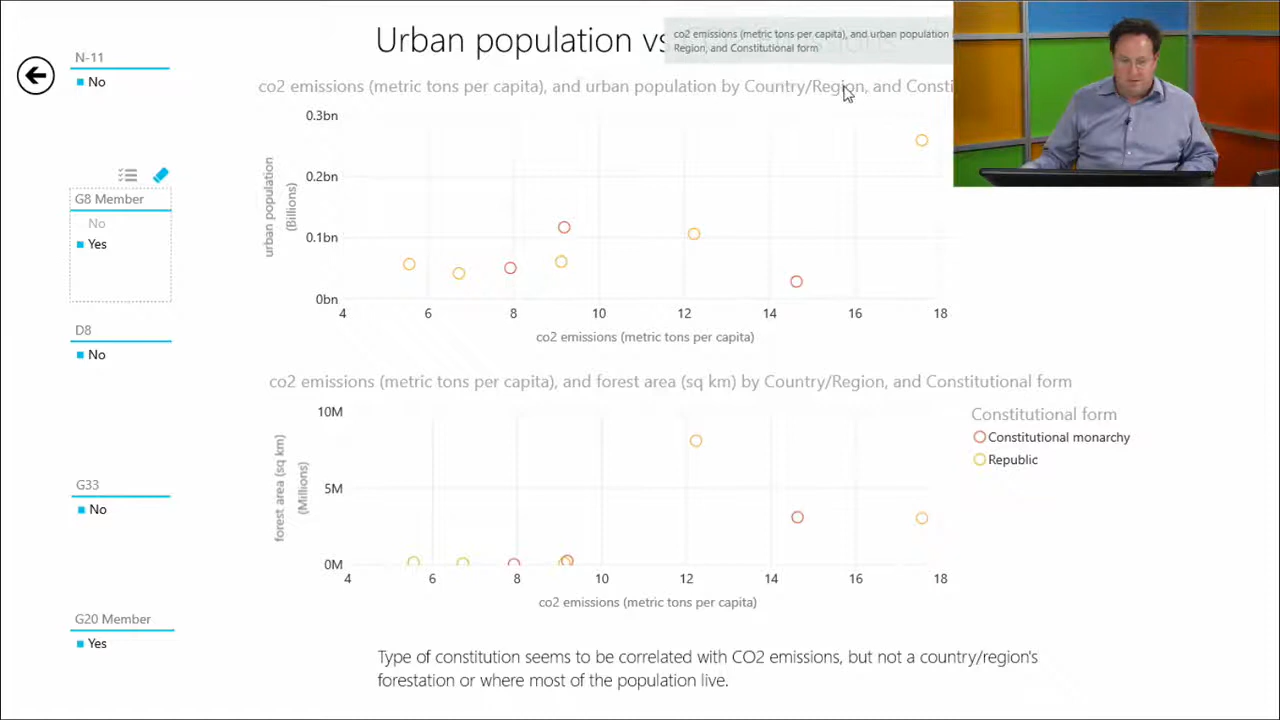 Urban population vs
co2 emissions (metric tons per capita), and urban population
Region, and Constitutional form
N-11
No
co2 emissions (metric tons per capita), and urban population by Country/Region, and Consti
0.3bn
0.2bn
0.1bn
0bn
urban population
(Billions)
4 6 8 10 12 14 16 18
co2 emissions (metric tons per capita)
G8 Member
No
Yes
D8
No
co2 emissions (metric tons per capita), and forest area (sq km) by Country/Region, and Constitutional form
10M
5M
0M
forest area (sq km)
(Millions)
4 6 8 10 12 14 16 18
co2 emissions (metric tons per capita)
Constitutional form
Constitutional monarchy
Republic
G33
No
G20 Member
Yes
Type of constitution seems to be correlated with CO2 emissions, but not a country/region's
forestation or where most of the population live.